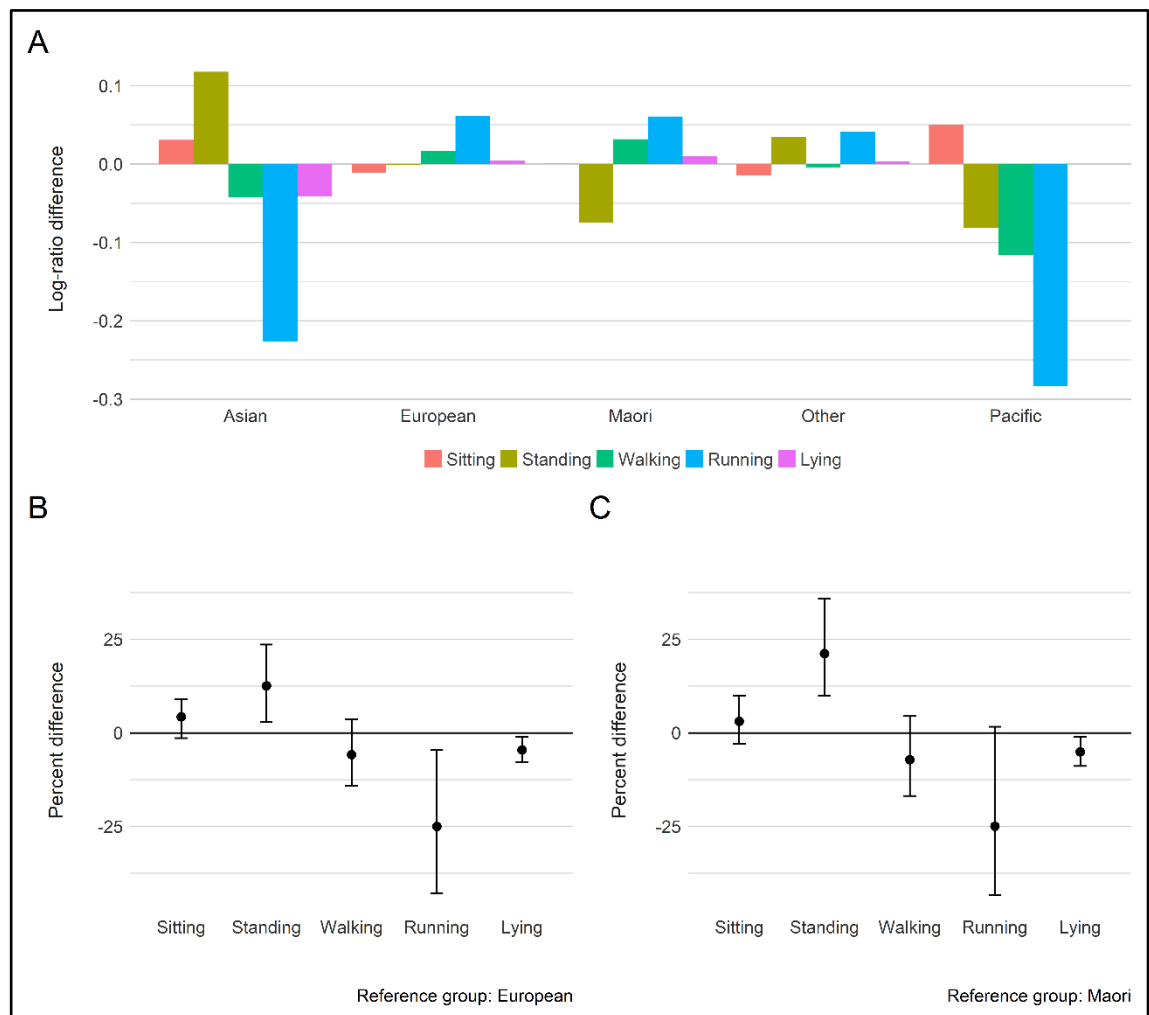 A
Log-ratio difference
0.1
0.0
-0.1
-0.2
-0.3
Asian European Maori Other Pacific
Sitting Standing Walking Running Lying
B
Percent difference
25
0
-25
Sitting Standing Walking Running Lying
Reference group: European
C
Percent difference
25
0
-25
Sitting Standing Walking Running Lying
Reference group: Maori